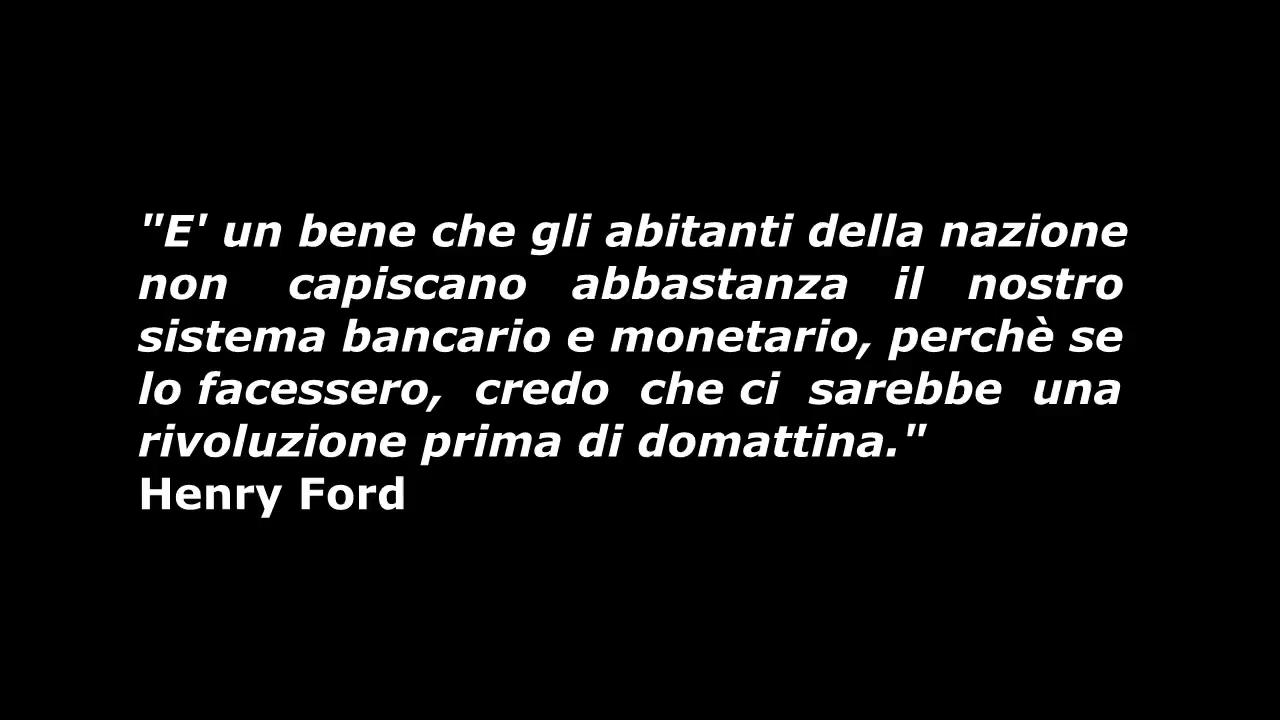 "E' un bene che gli abitanti della nazione
non capiscano abbastanza il nostro
sistema bancario e monetario, perchè se
lo facessero, credo che ci sarebbe una
rivoluzione prima di domattina."
Henry Ford